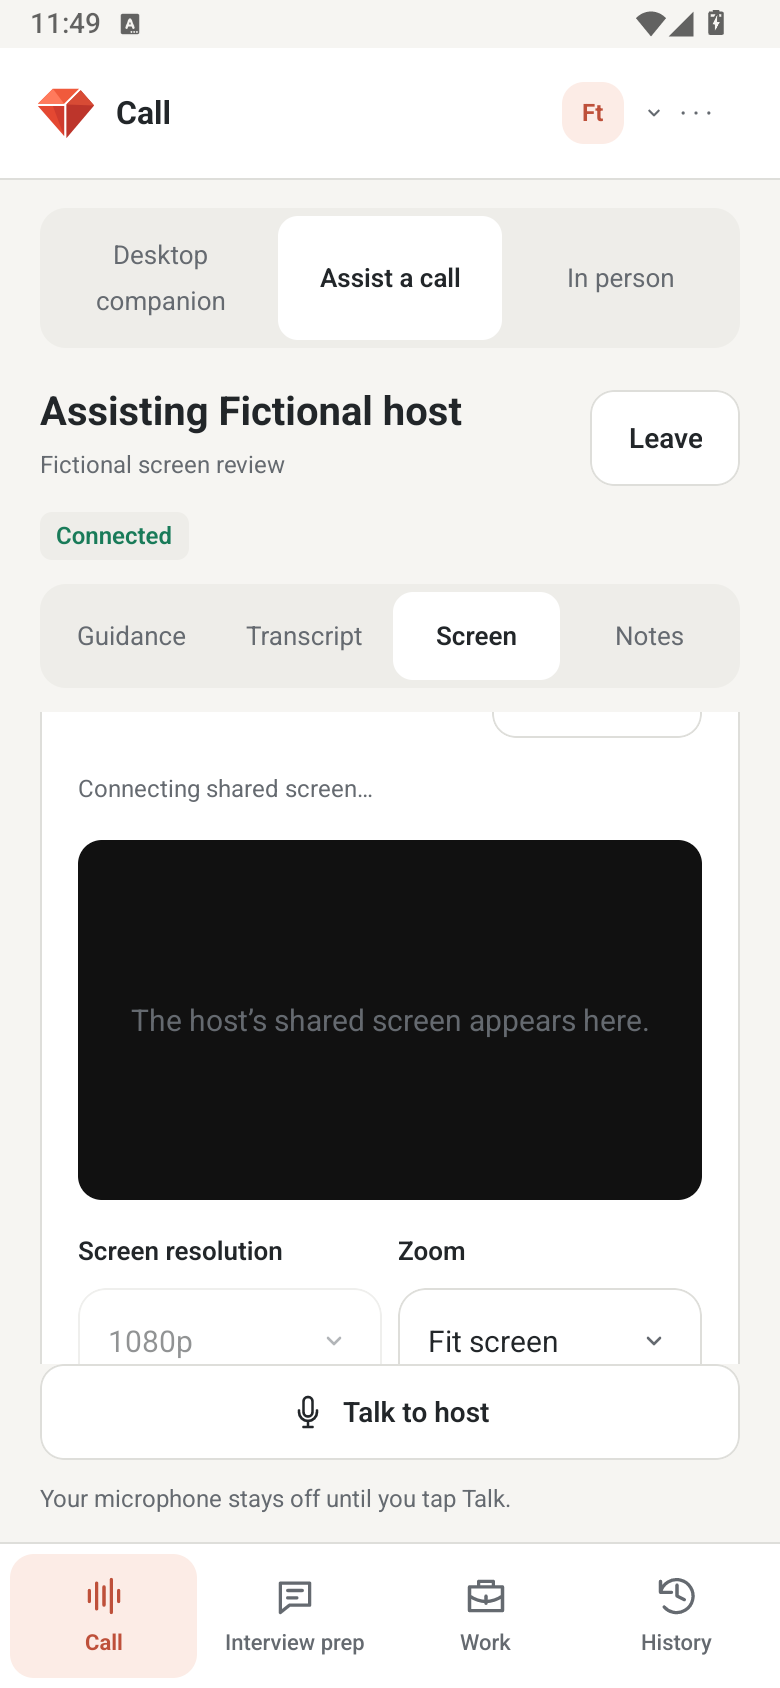 11:49
A
Call
Ft
Desktop
companion
Assist a call
In person
Assisting Fictional host
Leave
Fictional screen review
Connected
Guidance
Transcript
Screen
Notes
Connecting shared screen…
The host’s shared screen appears here.
Screen resolution
Zoom
1080p
Fit screen
Talk to host
Your microphone stays off until you tap Talk.
Call
Interview prep
Work
History